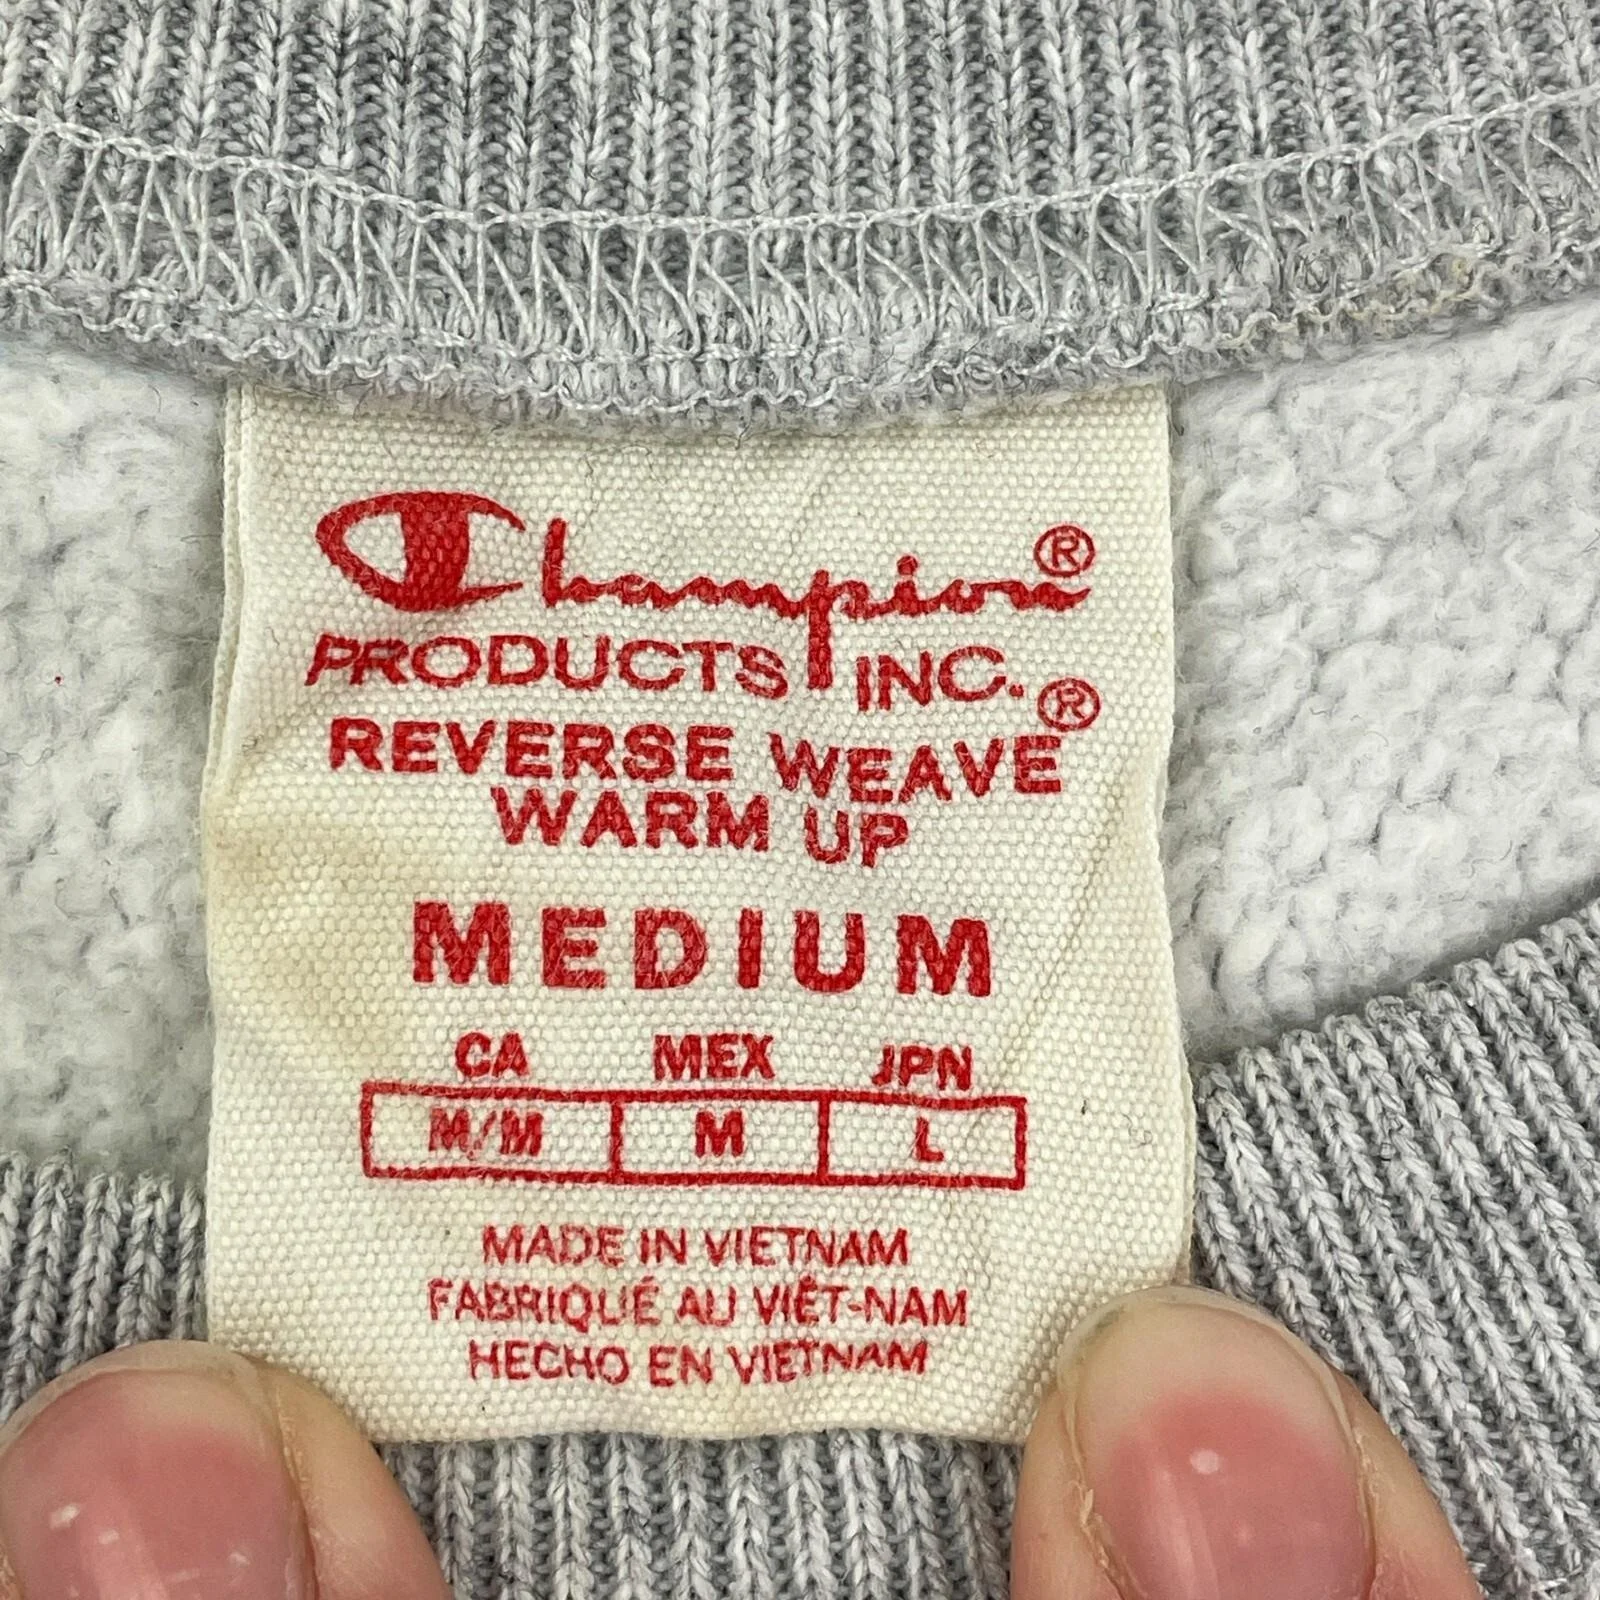 Champion®
PRODUCTS INC.
REVERSE WEAVE®
WARM UP
MEDIUM
CA MEX JPN
M/M M L
MADE IN VIETNAM
FABRIQUÉ AU VIÊT-NAM
HECHO EN VIETNAM